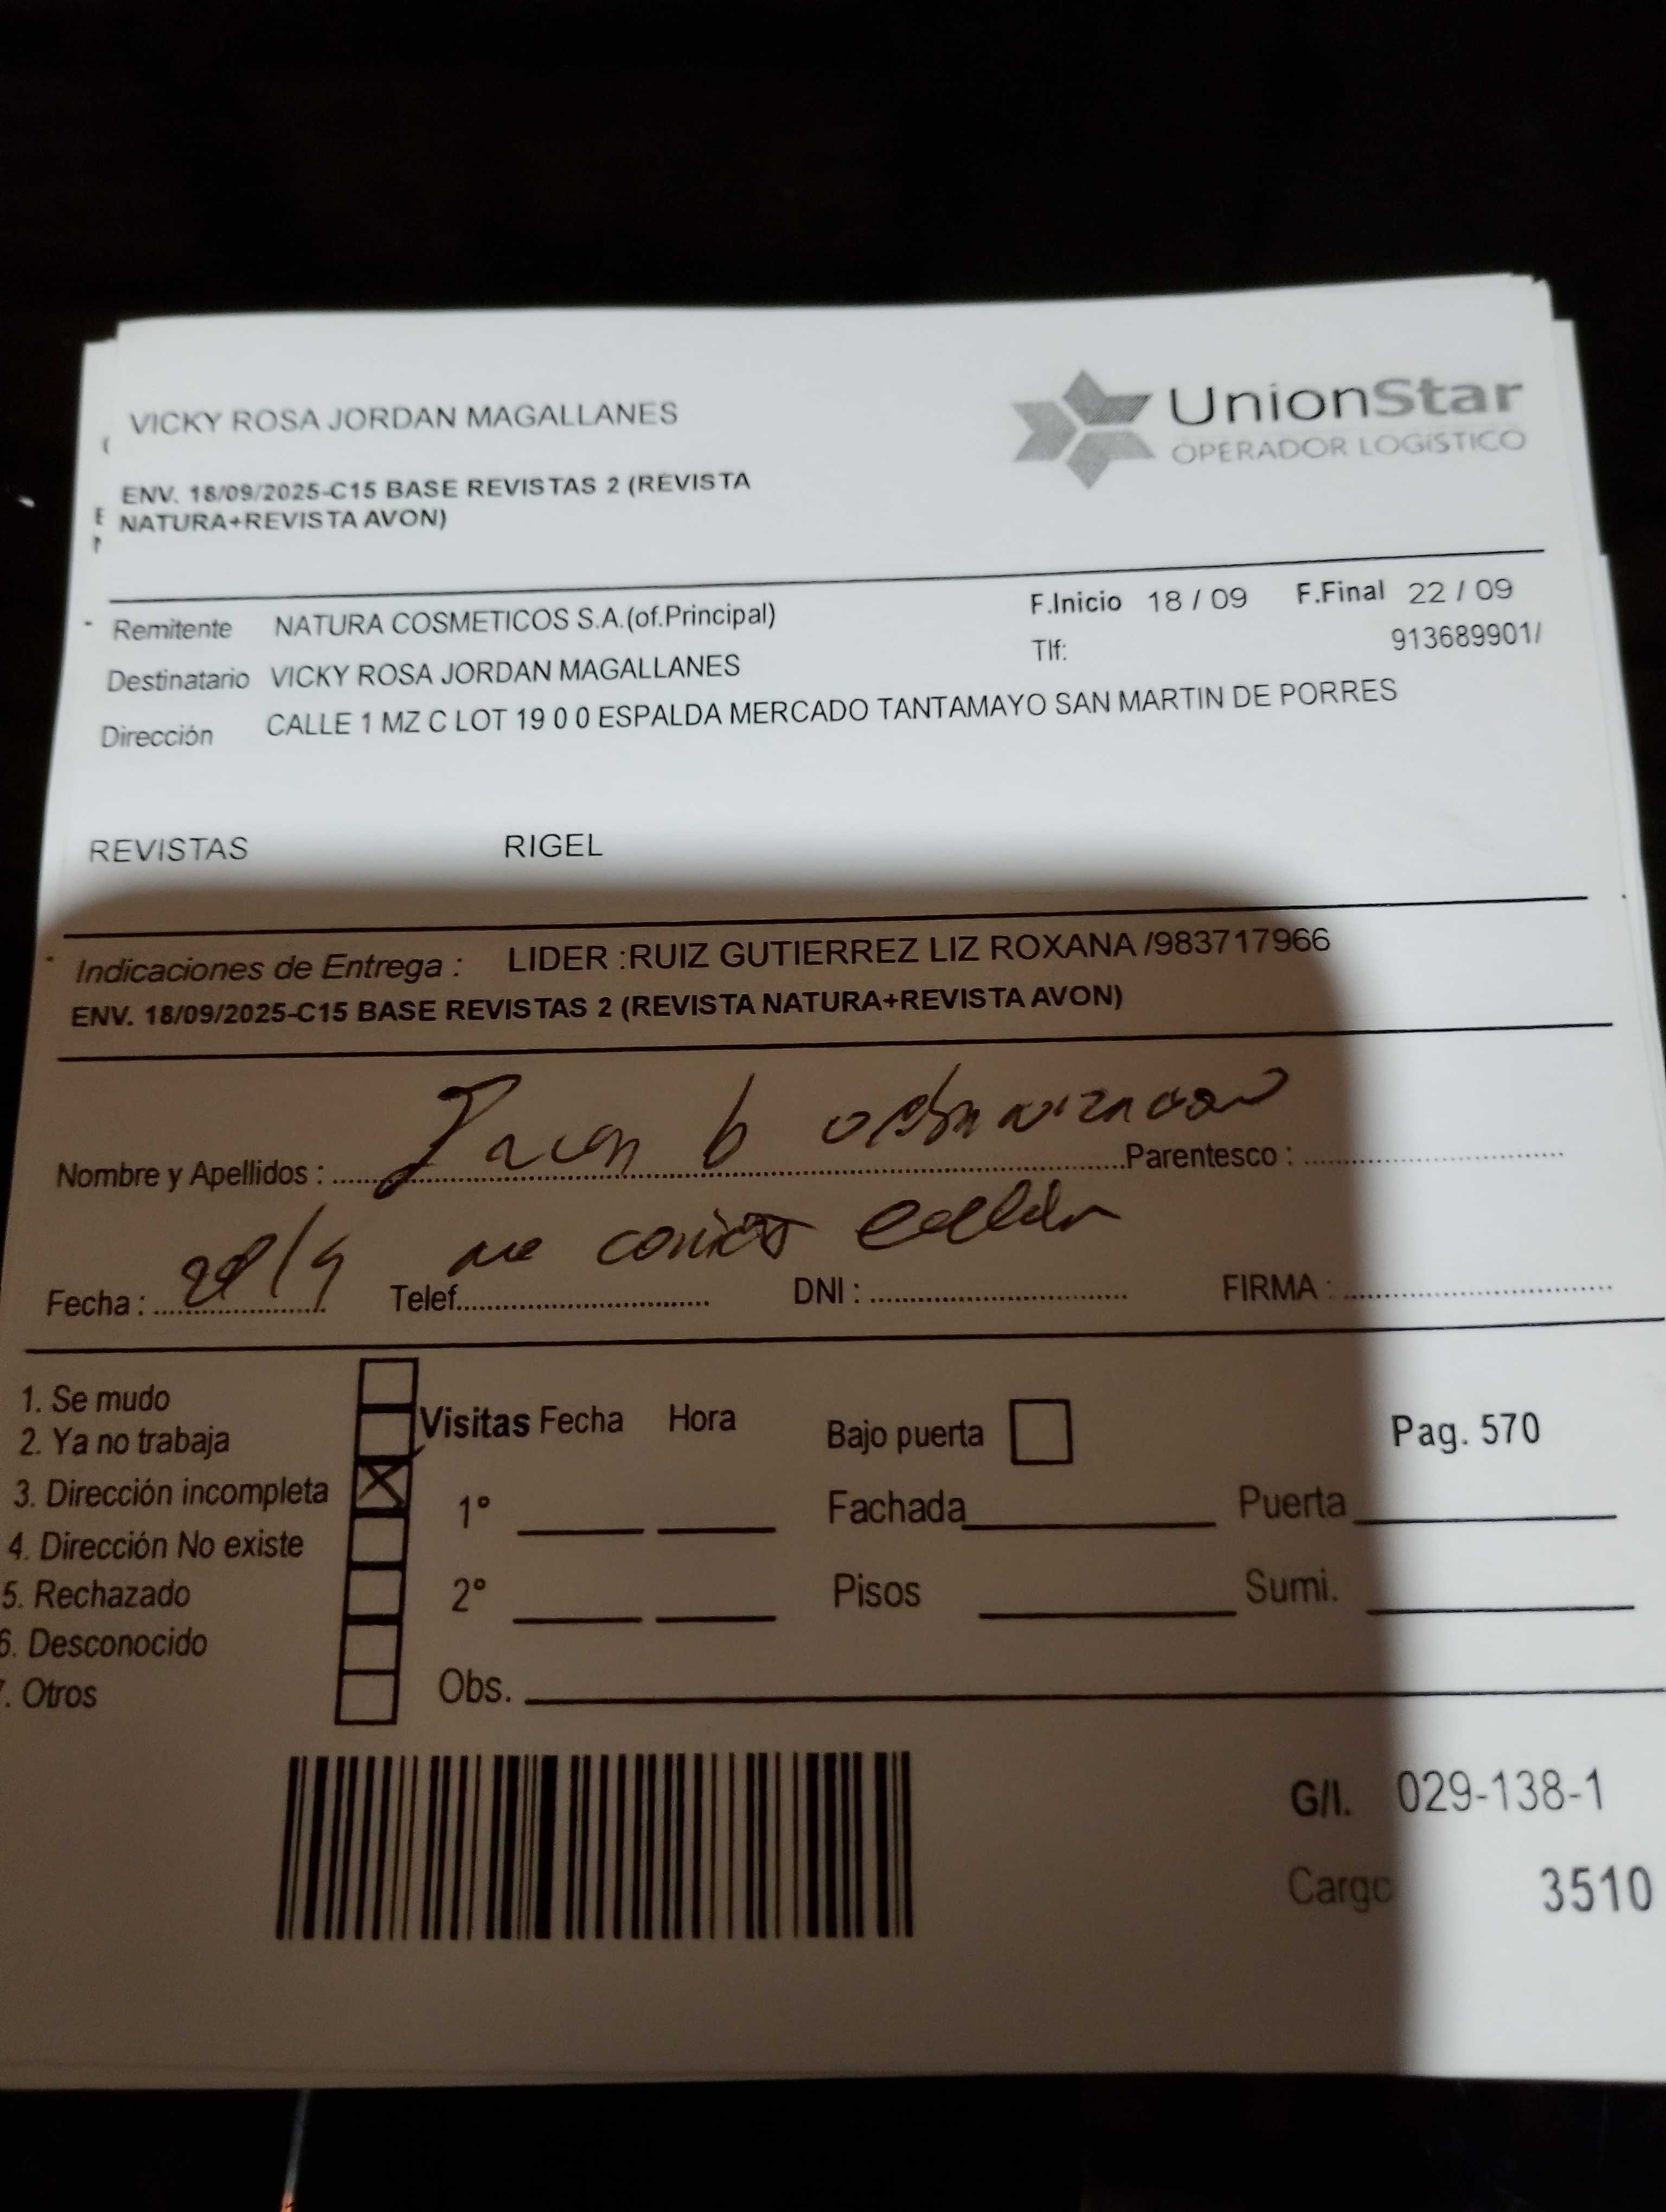 VICKY ROSA JORDAN MAGALLANES
UnionStar
OPERADOR LOGíSTICO
ENV. 18/09/2025-C15 BASE REVISTAS 2 (REVISTA
NATURA+REVISTA AVON)
Remitente NATURA COSMETICOS S.A.(of.Principal) F.Inicio 18 / 09 F.Final 22 / 09
Destinatario VICKY ROSA JORDAN MAGALLANES Tlf: 913689901/
Dirección CALLE 1 MZ C LOT 19 0 0 ESPALDA MERCADO TANTAMAYO SAN MARTIN DE PORRES
REVISTAS RIGEL
Indicaciones de Entrega : LIDER :RUIZ GUTIERREZ LIZ ROXANA /983717966
ENV. 18/09/2025-C15 BASE REVISTAS 2 (REVISTA NATURA+REVISTA AVON)
Nombre y Apellidos : Parentesco :
Fecha : Telef. DNI : FIRMA :
1. Se mudo
2. Ya no trabaja Visitas Fecha Hora Bajo puerta Pag. 570
3. Dirección incompleta X 1° Fachada Puerta
4. Dirección No existe
5. Rechazado 2° Pisos Sumi.
6. Desconocido
. Otros Obs.
G/I. 029-138-1
Cargo 3510